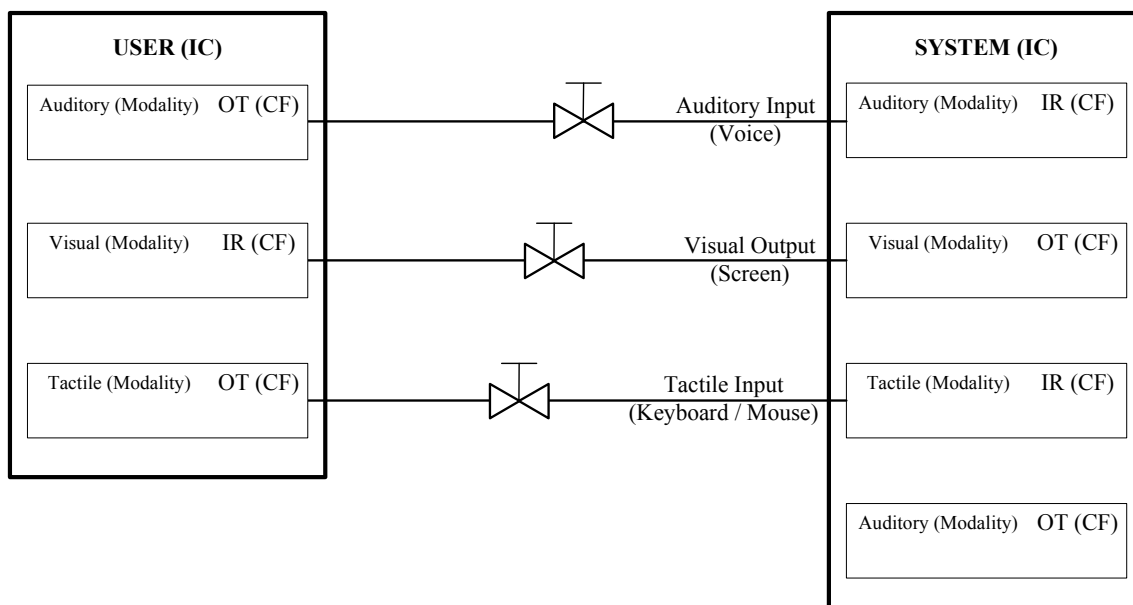 USER (IC)
Auditory (Modality) OT (CF)
Visual (Modality) IR (CF)
Tactile (Modality) OT (CF)
Auditory Input
(Voice)
Visual Output
(Screen)
Tactile Input
(Keyboard / Mouse)
SYSTEM (IC)
Auditory (Modality) IR (CF)
Visual (Modality) OT (CF)
Tactile (Modality) IR (CF)
Auditory (Modality) OT (CF)